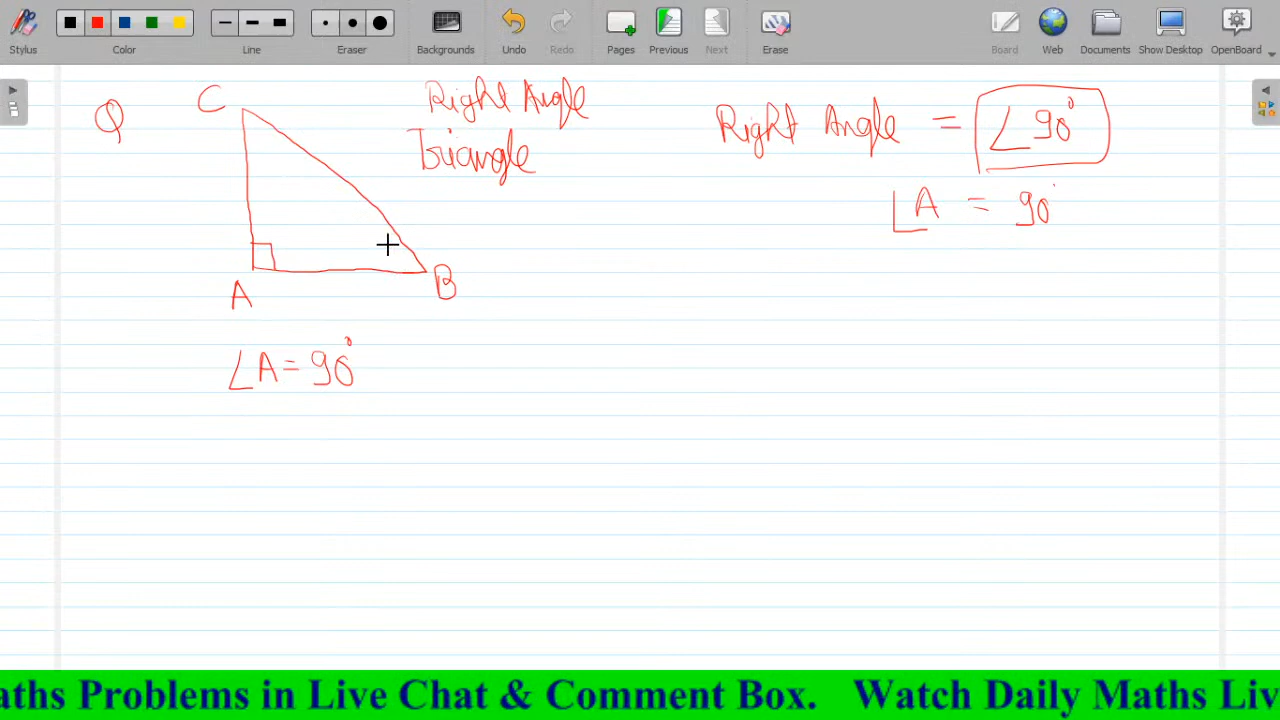 Stylus
Color
Line
Eraser
Backgrounds
Undo
Redo
Pages
Previous
Next
Erase
Board
Web
Documents
Show Desktop
OpenBoard
Q
C
Right Angle
Triangle
A
B
∠A = 90°
Right Angle = ∠90°
∠A = 90°
aths Problems in Live Chat & Comment Box. Watch Daily Maths Liv